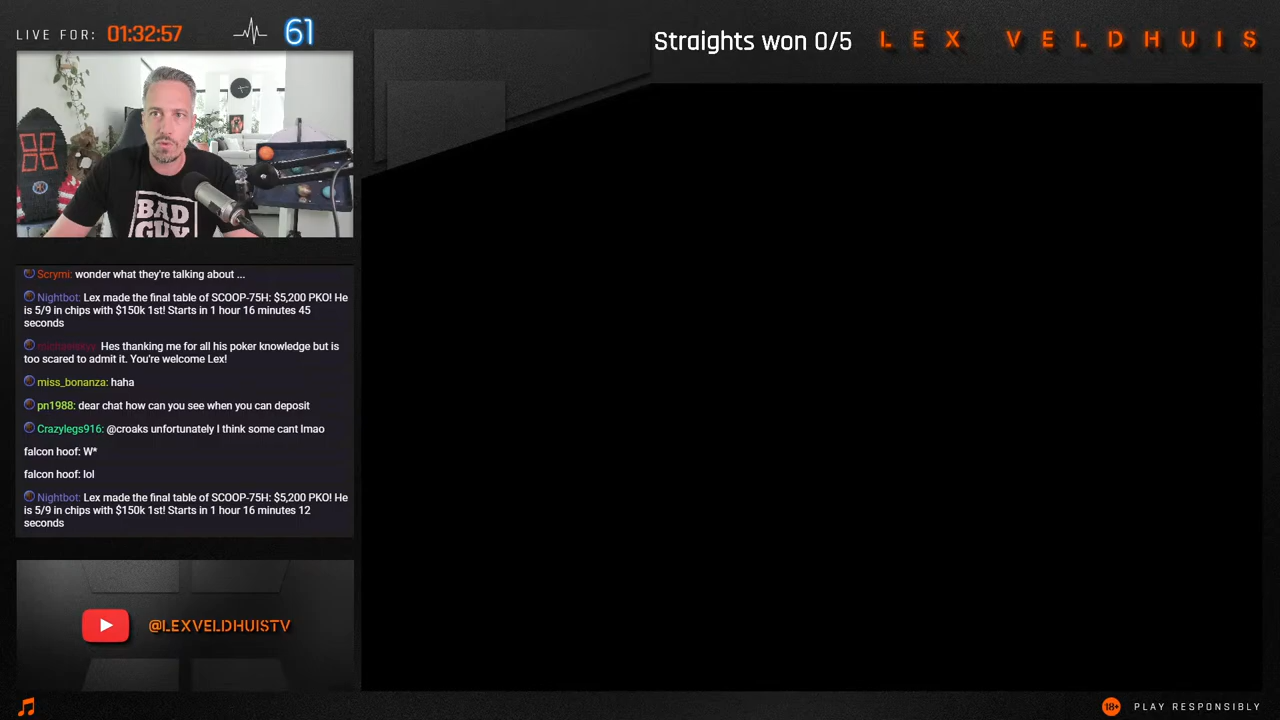 LIVE FOR: 01:32:57
61
Straights won 0/5
LEX VELDHUIS
BAD
GUY
Scrymi: wonder what they're talking about ...
Nightbot: Lex made the final table of SCOOP-75H: $5,200 PKO! He
is 5/9 in chips with $150k 1st! Starts in 1 hour 16 minutes 45
seconds
Hes thanking me for all his poker knowledge but is
too scared to admit it. You're welcome Lex!
miss_bonanza: haha
pn1988: dear chat how can you see when you can deposit
Crazylegs916: @croaks unfortunately I think some cant lmao
falcon hoof: W*
falcon hoof: lol
Nightbot: Lex made the final table of SCOOP-75H: $5,200 PKO! He
is 5/9 in chips with $150k 1st! Starts in 1 hour 16 minutes 12
seconds
@LEXVELDHUISTV
18+ PLAY RESPONSIBLY